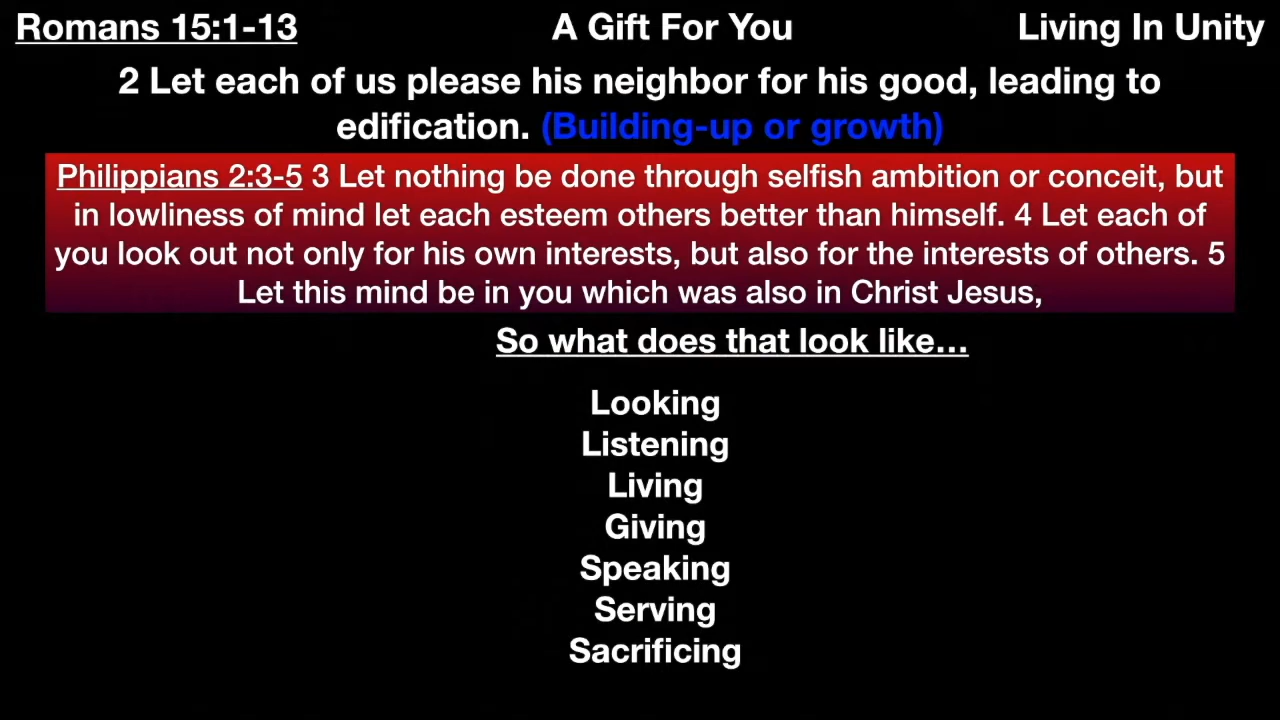 Romans 15:1-13 A Gift For You Living In Unity
2 Let each of us please his neighbor for his good, leading to
edification. (Building-up or growth)
Philippians 2:3-5 3 Let nothing be done through selfish ambition or conceit, but
in lowliness of mind let each esteem others better than himself. 4 Let each of
you look out not only for his own interests, but also for the interests of others. 5
Let this mind be in you which was also in Christ Jesus,
So what does that look like…
Looking
Listening
Living
Giving
Speaking
Serving
Sacrificing